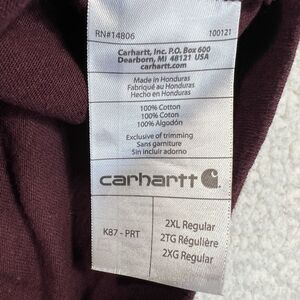 RN#14806 100121
Carhartt, Inc. P.O. Box 600
Dearborn, MI 48121 USA
carhartt.com
Made in Honduras
Fabriqué au Honduras
Hecho en Honduras
100% Cotton
100% Coton
100% Algodón
Exclusive of trimming
Sans garniture
Sin incluir adorno
carhartt
K87 - PRT
2XL Regular
2TG Régulière
2XG Regular